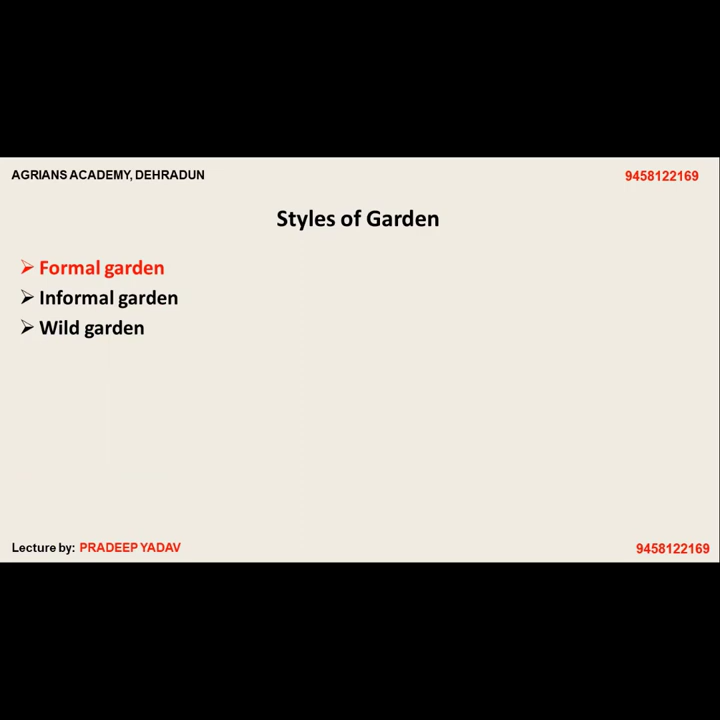 AGRIANS ACADEMY, DEHRADUN 9458122169
Styles of Garden
➢ Formal garden
➢ Informal garden
➢ Wild garden
Lecture by: PRADEEP YADAV 9458122169